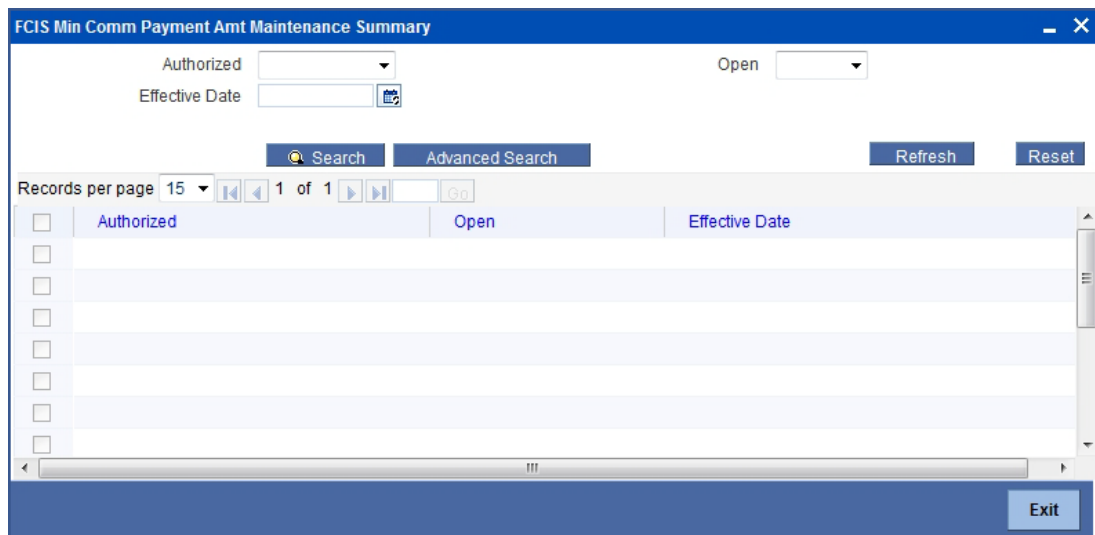 FCIS Min Comm Payment Amt Maintenance Summary
Authorized Open
Effective Date
Search Advanced Search Refresh Reset
Records per page 15 1 of 1 Go
Authorized Open Effective Date
Exit